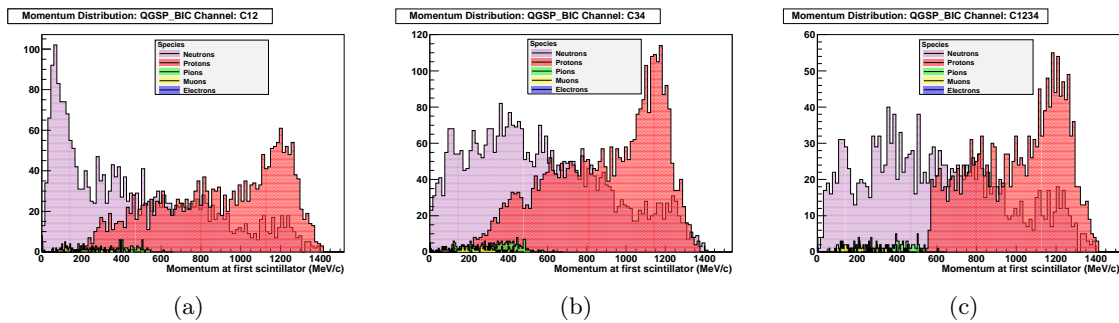 Momentum Distribution: QGSP_BIC Channel: C12
100
80
60
40
20
0
Species
Neutrons
Protons
Pions
Muons
Electrons
0 200 400 600 800 1000 1200 1400
Momentum at first scintillator (MeV/c)
(a)
Momentum Distribution: QGSP_BIC Channel: C34
120
100
80
60
40
20
0
Species
Neutrons
Protons
Pions
Muons
Electrons
0 200 400 600 800 1000 1200 1400
Momentum at first scintillator (MeV/c)
(b)
Momentum Distribution: QGSP_BIC Channel: C1234
60
50
40
30
20
10
0
Species
Neutrons
Protons
Pions
Muons
Electrons
0 200 400 600 800 1000 1200 1400
Momentum at first scintillator (MeV/c)
(c)